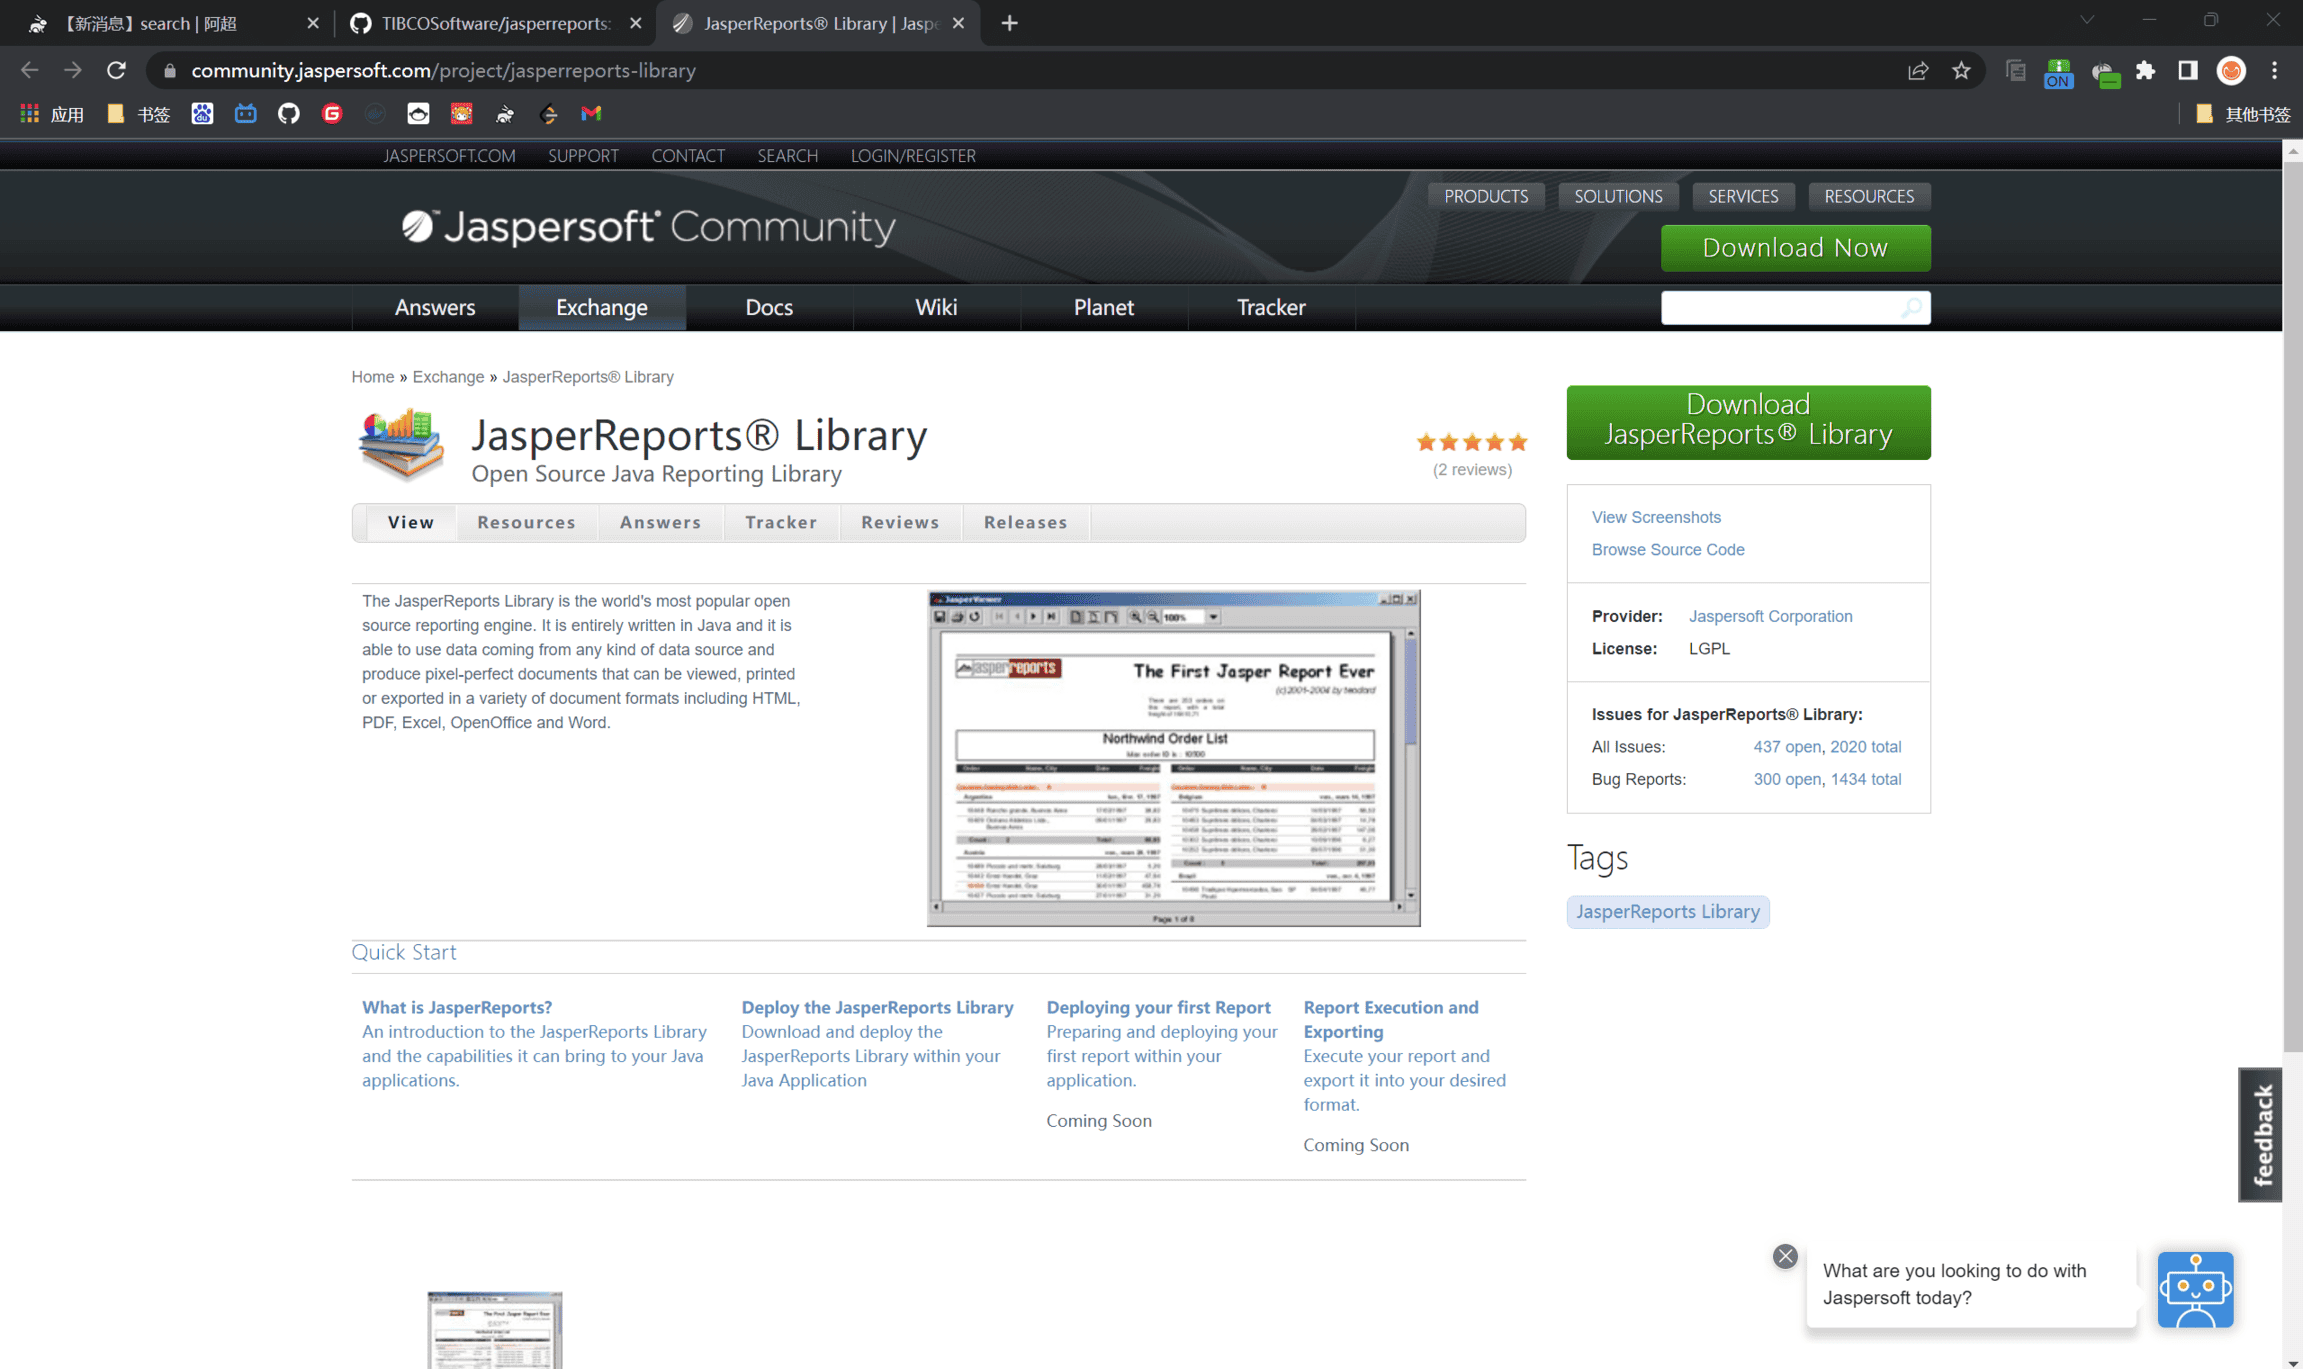 【新消息】search | 阿超
TIBCOSoftware/jasperreports:
JasperReports® Library | Jaspe
community.jaspersoft.com/project/jasperreports-library
ON
应用
书签
其他书签
JASPERSOFT.COM SUPPORT CONTACT SEARCH LOGIN/REGISTER
PRODUCTS SOLUTIONS SERVICES RESOURCES
Jaspersoft® Community
Download Now
Answers Exchange Docs Wiki Planet Tracker
Home » Exchange » JasperReports® Library
JasperReports® Library
Open Source Java Reporting Library
(2 reviews)
Download
JasperReports® Library
View Resources Answers Tracker Reviews Releases
View Screenshots
Browse Source Code
Provider: Jaspersoft Corporation
License: LGPL
Issues for JasperReports® Library:
All Issues: 437 open, 2020 total
Bug Reports: 300 open, 1434 total
Tags
JasperReports Library
The JasperReports Library is the world's most popular open
source reporting engine. It is entirely written in Java and it is
able to use data coming from any kind of data source and
produce pixel-perfect documents that can be viewed, printed
or exported in a variety of document formats including HTML,
PDF, Excel, OpenOffice and Word.
JasperViewer
100%
jasperreports
The First Jasper Report Ever
(c)2001-2004 by teodord
Northwind Order List
Max order ID is : 10500
Page 1 of 8
Quick Start
What is JasperReports?
An introduction to the JasperReports Library
and the capabilities it can bring to your Java
applications.
Deploy the JasperReports Library
Download and deploy the
JasperReports Library within your
Java Application
Deploying your first Report
Preparing and deploying your
first report within your
application.
Coming Soon
Report Execution and
Exporting
Execute your report and
export it into your desired
format.
Coming Soon
feedback
What are you looking to do with
Jaspersoft today?